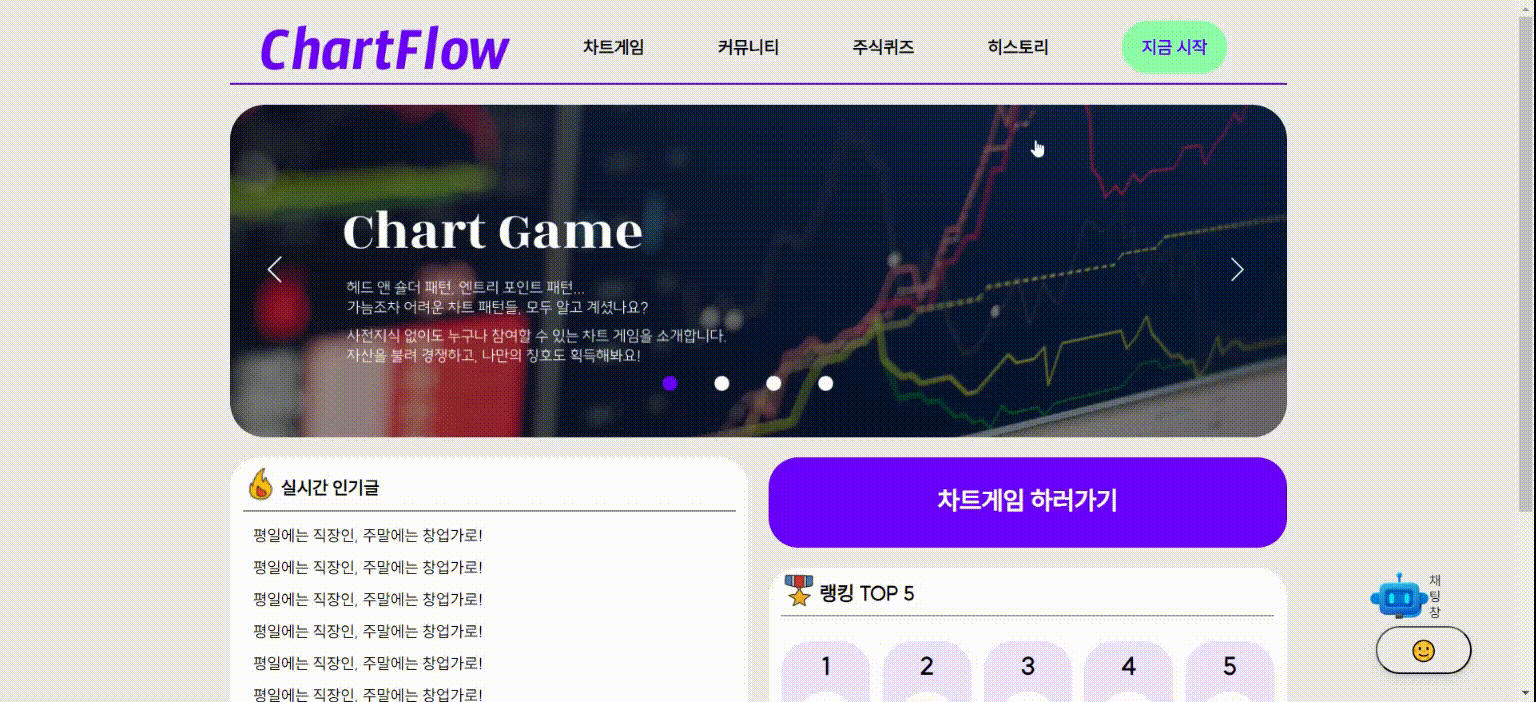 ChartFlow
차트게임
커뮤니티
주식퀴즈
히스토리
지금 시작
Chart Game
헤드 앤 숄더 패턴, 엔트리 포인트 패턴...
가늠조차 어려운 차트 패턴들, 모두 알고 계셨나요?
사전지식 없이도 누구나 참여할 수 있는 차트 게임을 소개합니다.
자산을 불려 경쟁하고, 나만의 칭호도 획득해봐요!
실시간 인기글
평일에는 직장인, 주말에는 창업가로!
평일에는 직장인, 주말에는 창업가로!
평일에는 직장인, 주말에는 창업가로!
평일에는 직장인, 주말에는 창업가로!
평일에는 직장인, 주말에는 창업가로!
평일에는 직장인, 주말에는 창업가로!
차트게임 하러가기
랭킹 TOP 5
1
2
3
4
5
채
팅
창